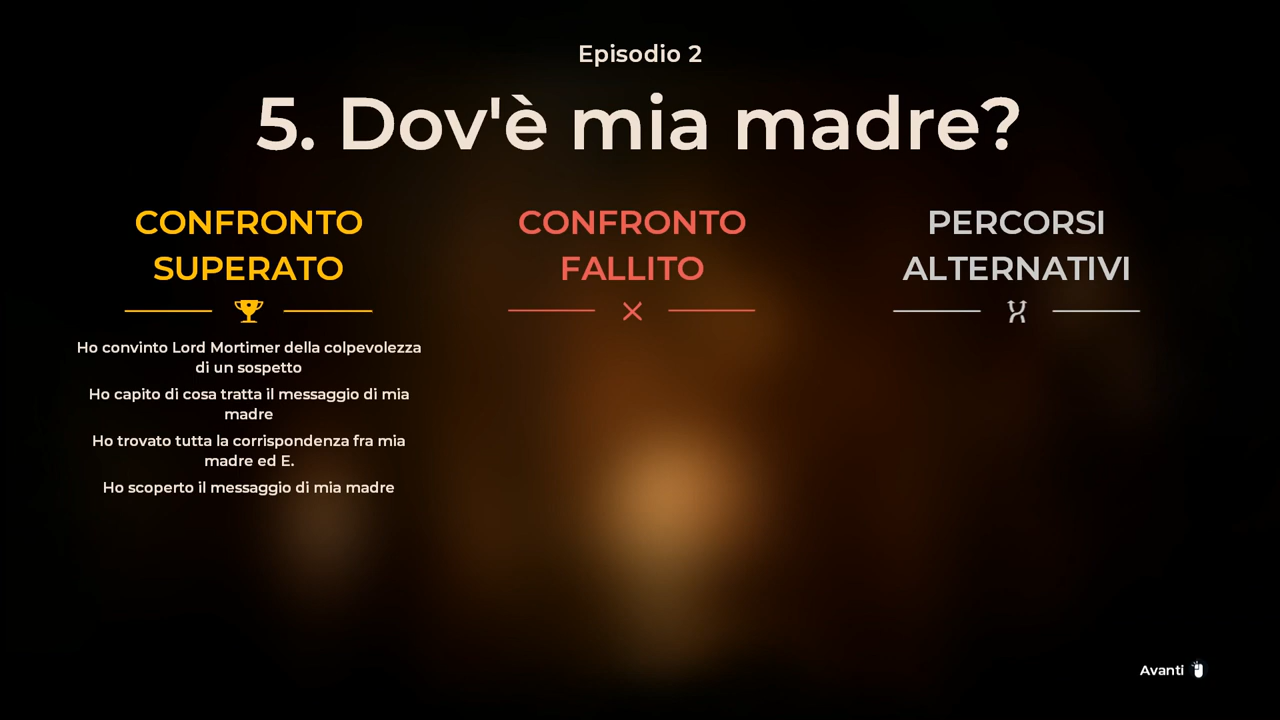 Episodio 2
5. Dov'è mia madre?
CONFRONTO
SUPERATO
Ho convinto Lord Mortimer della colpevolezza
di un sospetto
Ho capito di cosa tratta il messaggio di mia
madre
Ho trovato tutta la corrispondenza fra mia
madre ed E.
Ho scoperto il messaggio di mia madre
CONFRONTO
FALLITO
PERCORSI
ALTERNATIVI
Avanti